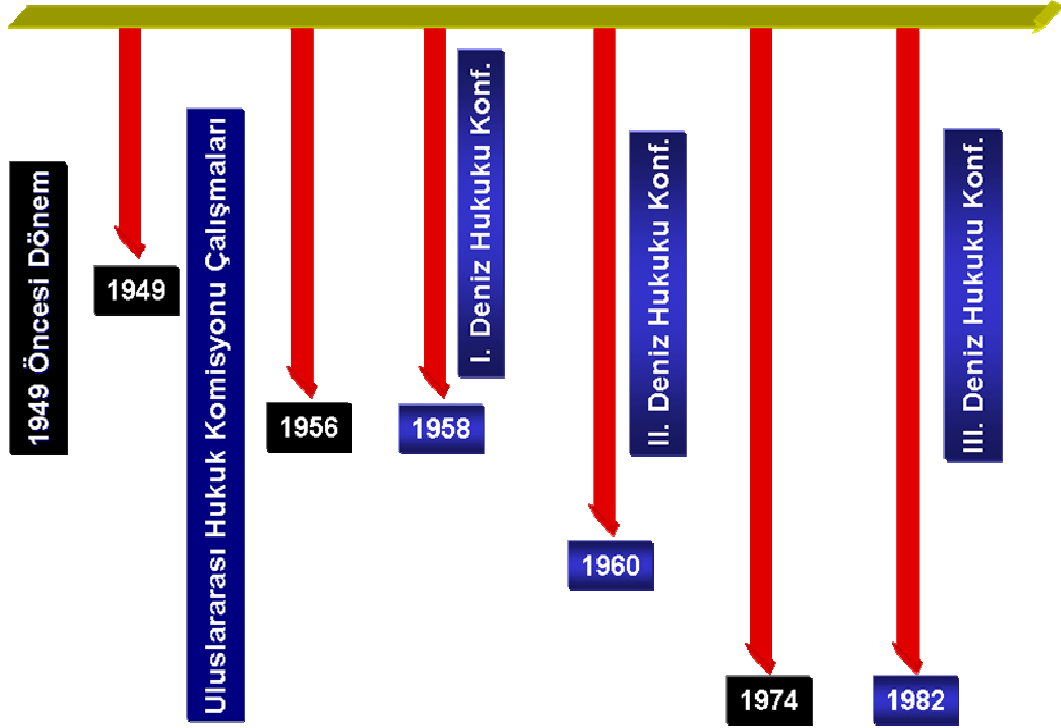 1949 Öncesi Dönem
1949
Uluslararası Hukuk Komisyonu Çalışmaları
1956
1958
I. Deniz Hukuku Konf.
1960
II. Deniz Hukuku Konf.
1974
1982
III. Deniz Hukuku Konf.